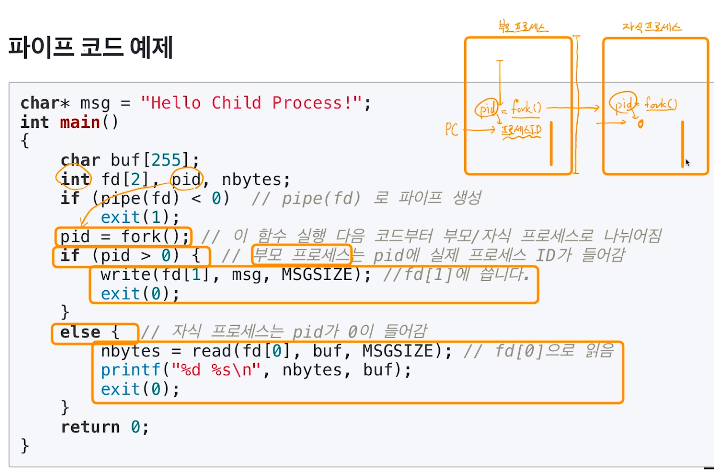 파이프 코드 예제
부모 프로세스
자식 프로세스
pid = fork()
PC
프로세스ID
pid = fork()
0
char* msg = "Hello Child Process!";
int main()
{
char buf[255];
int fd[2], pid, nbytes;
if (pipe(fd) < 0) // pipe(fd) 로 파이프 생성
exit(1);
pid = fork(); // 이 함수 실행 다음 코드부터 부모/자식 프로세스로 나뉘어짐
if (pid > 0) { // 부모 프로세스는 pid에 실제 프로세스 ID가 들어감
write(fd[1], msg, MSGSIZE); //fd[1]에 씁니다.
exit(0);
}
else { // 자식 프로세스는 pid가 0이 들어감
nbytes = read(fd[0], buf, MSGSIZE); // fd[0]으로 읽음
printf("%d %s\n", nbytes, buf);
exit(0);
}
return 0;
}